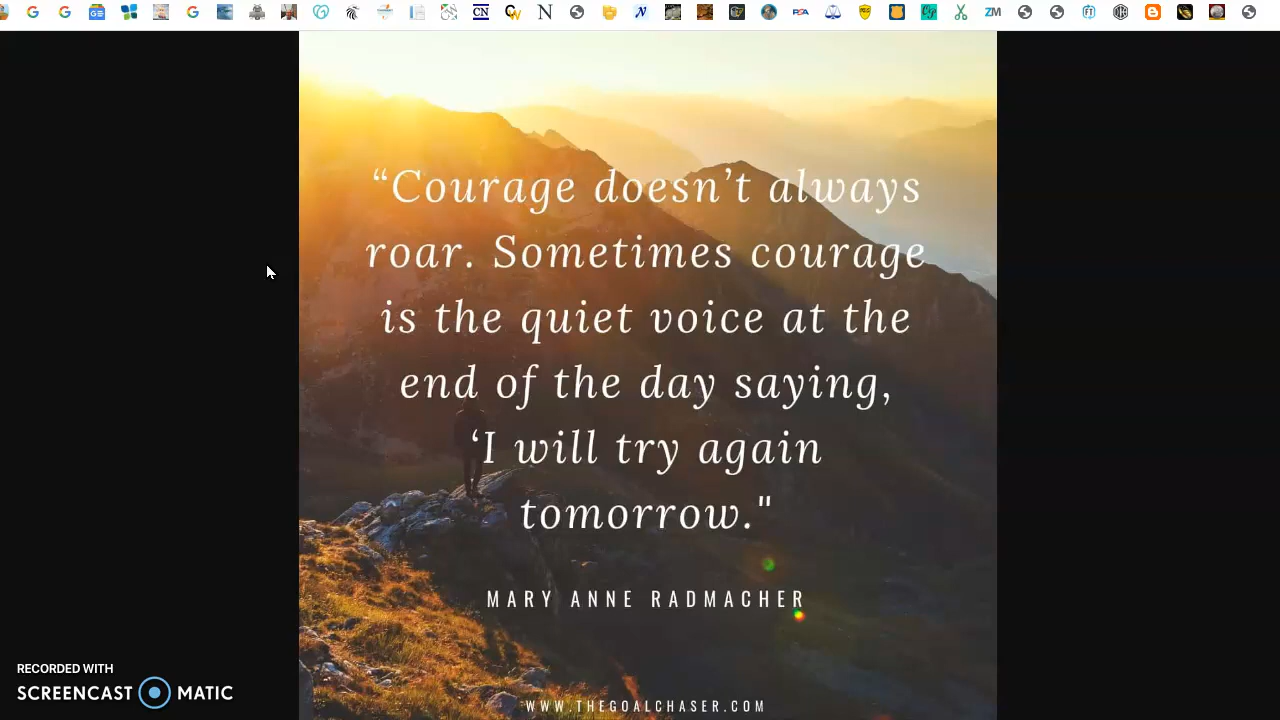 “Courage doesn’t always
roar. Sometimes courage
is the quiet voice at the
end of the day saying,
‘I will try again
tomorrow."
MARY ANNE RADMACHER
WWW.THEGOALCHASER.COM
RECORDED WITH
SCREENCAST MATIC